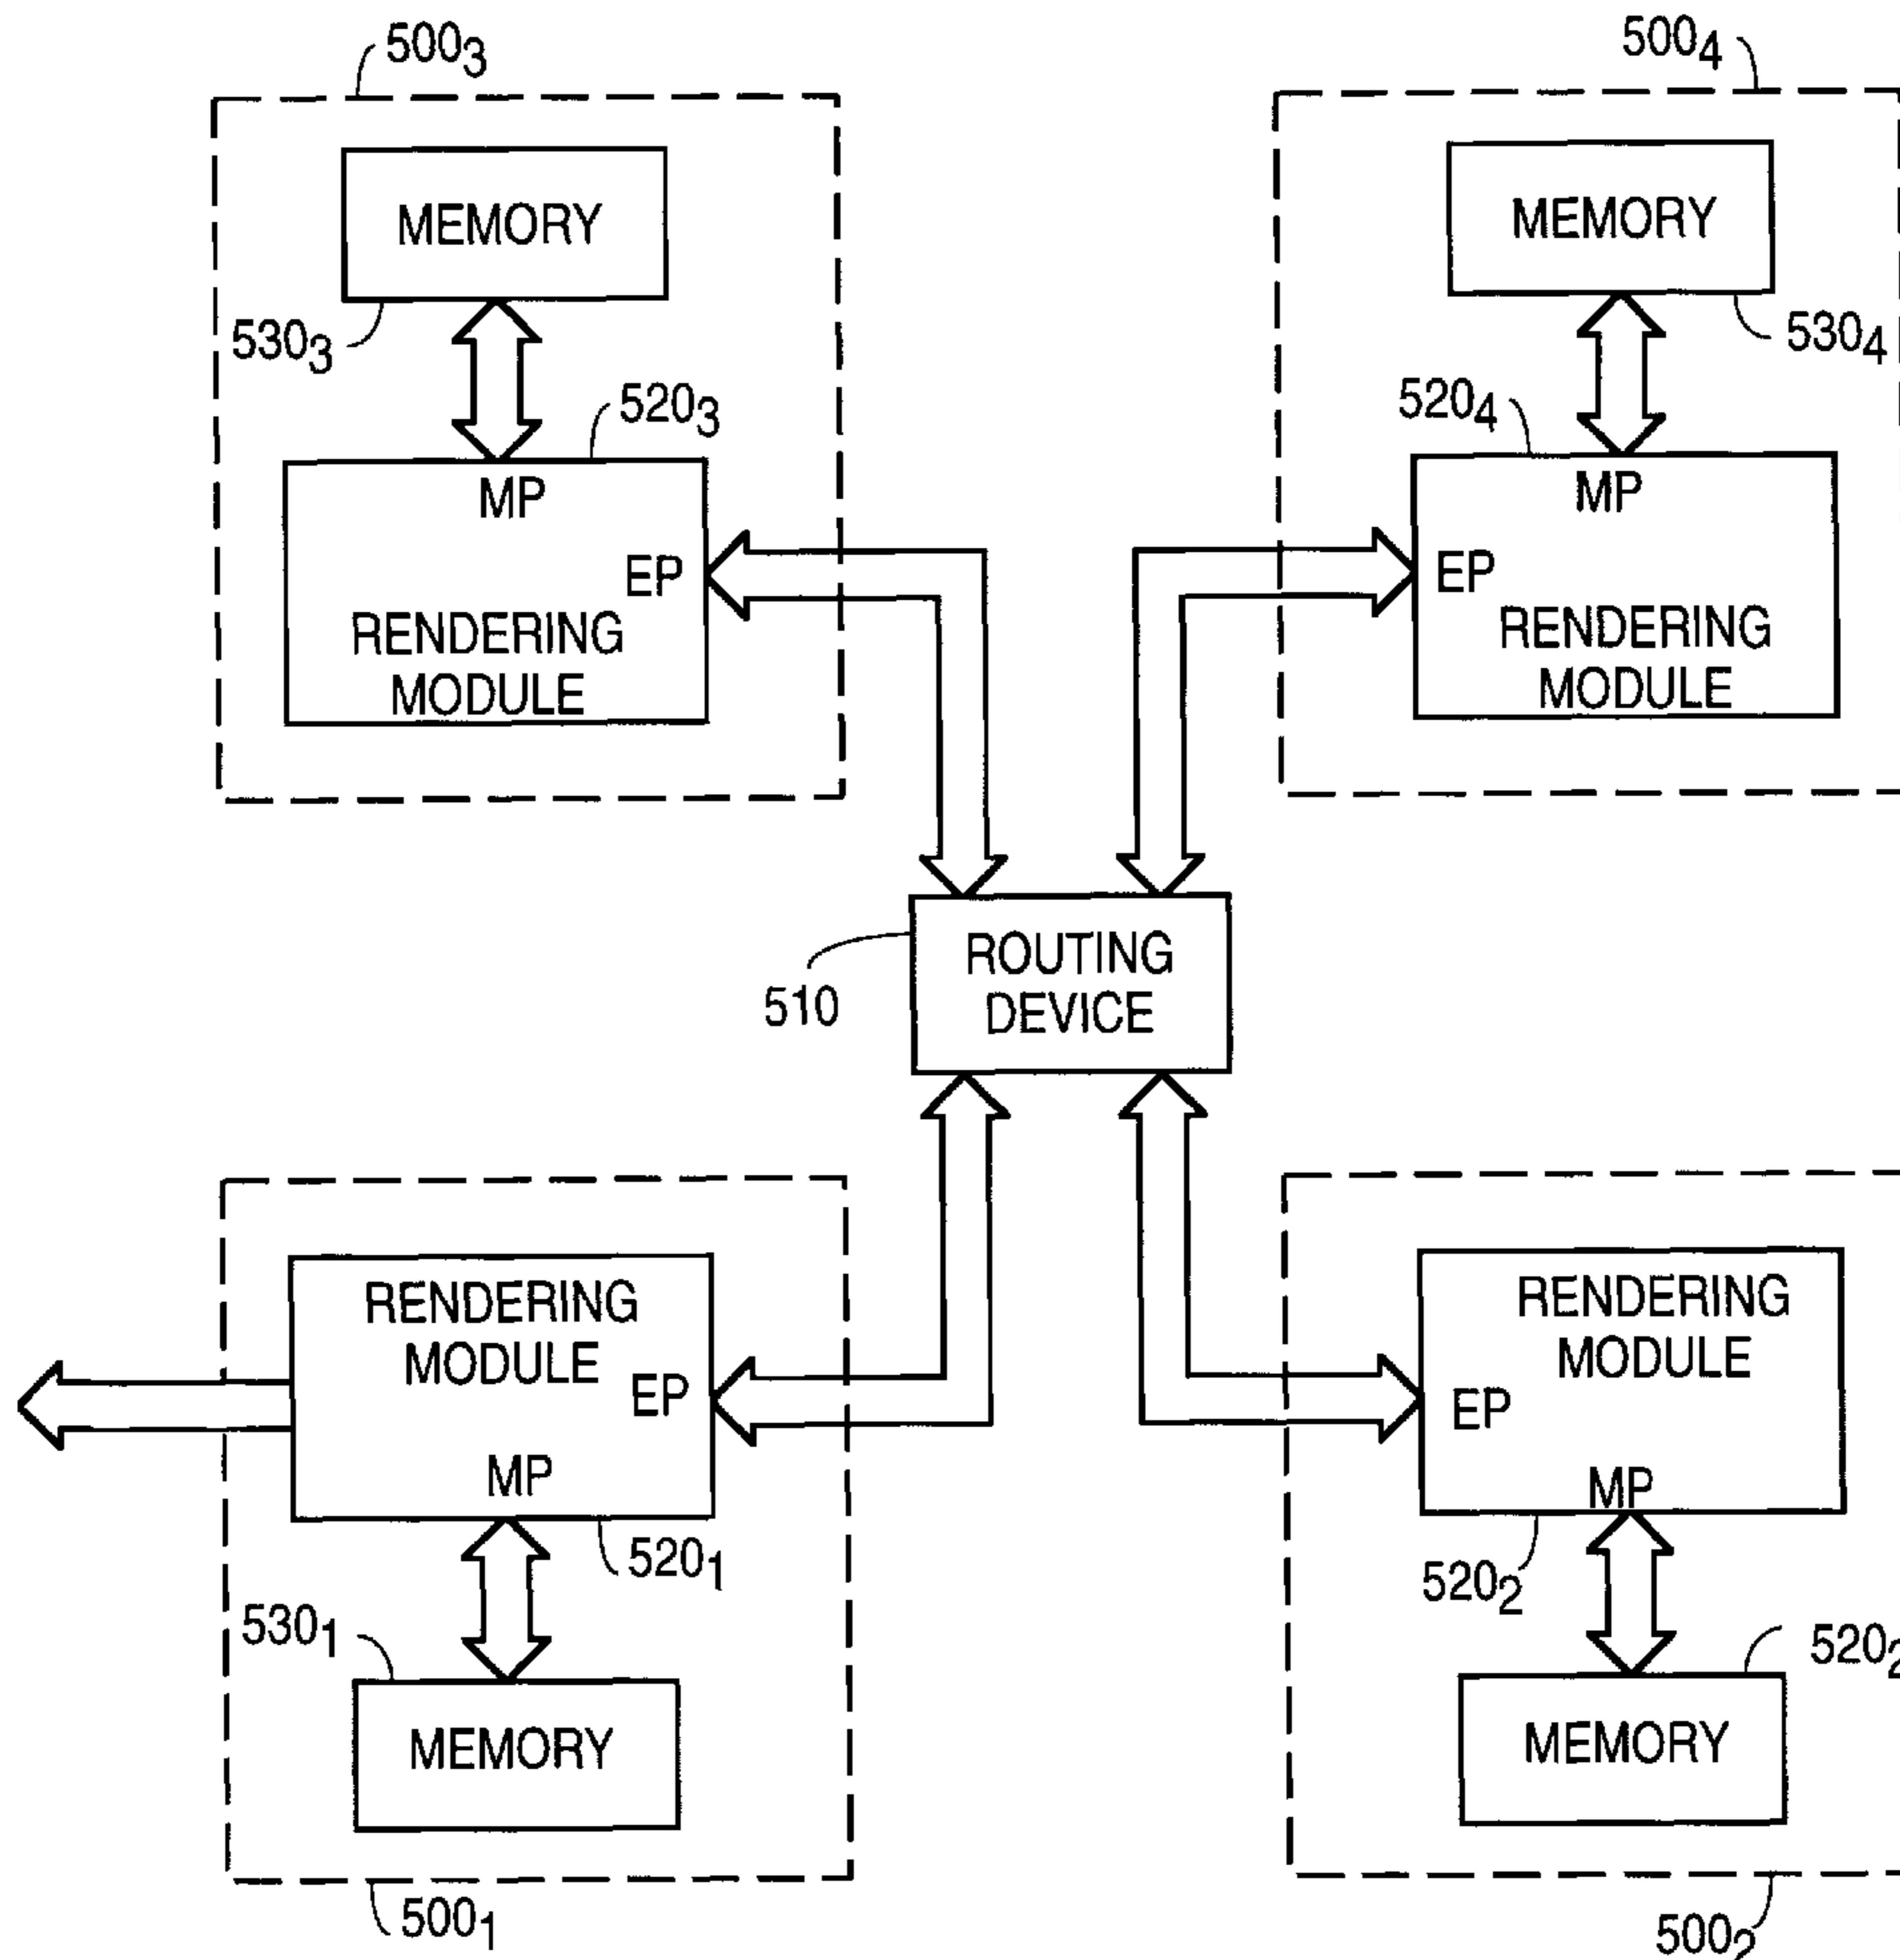 500₃
500₄
MEMORY
MEMORY
530₃
530₄
520₃
520₄
MP
MP
EP
EP
RENDERING
MODULE
RENDERING
MODULE
ROUTING
DEVICE
510
RENDERING
MODULE
RENDERING
MODULE
EP
EP
MP
MP
520₁
520₂
530₁
520₂
MEMORY
MEMORY
500₁
500₂